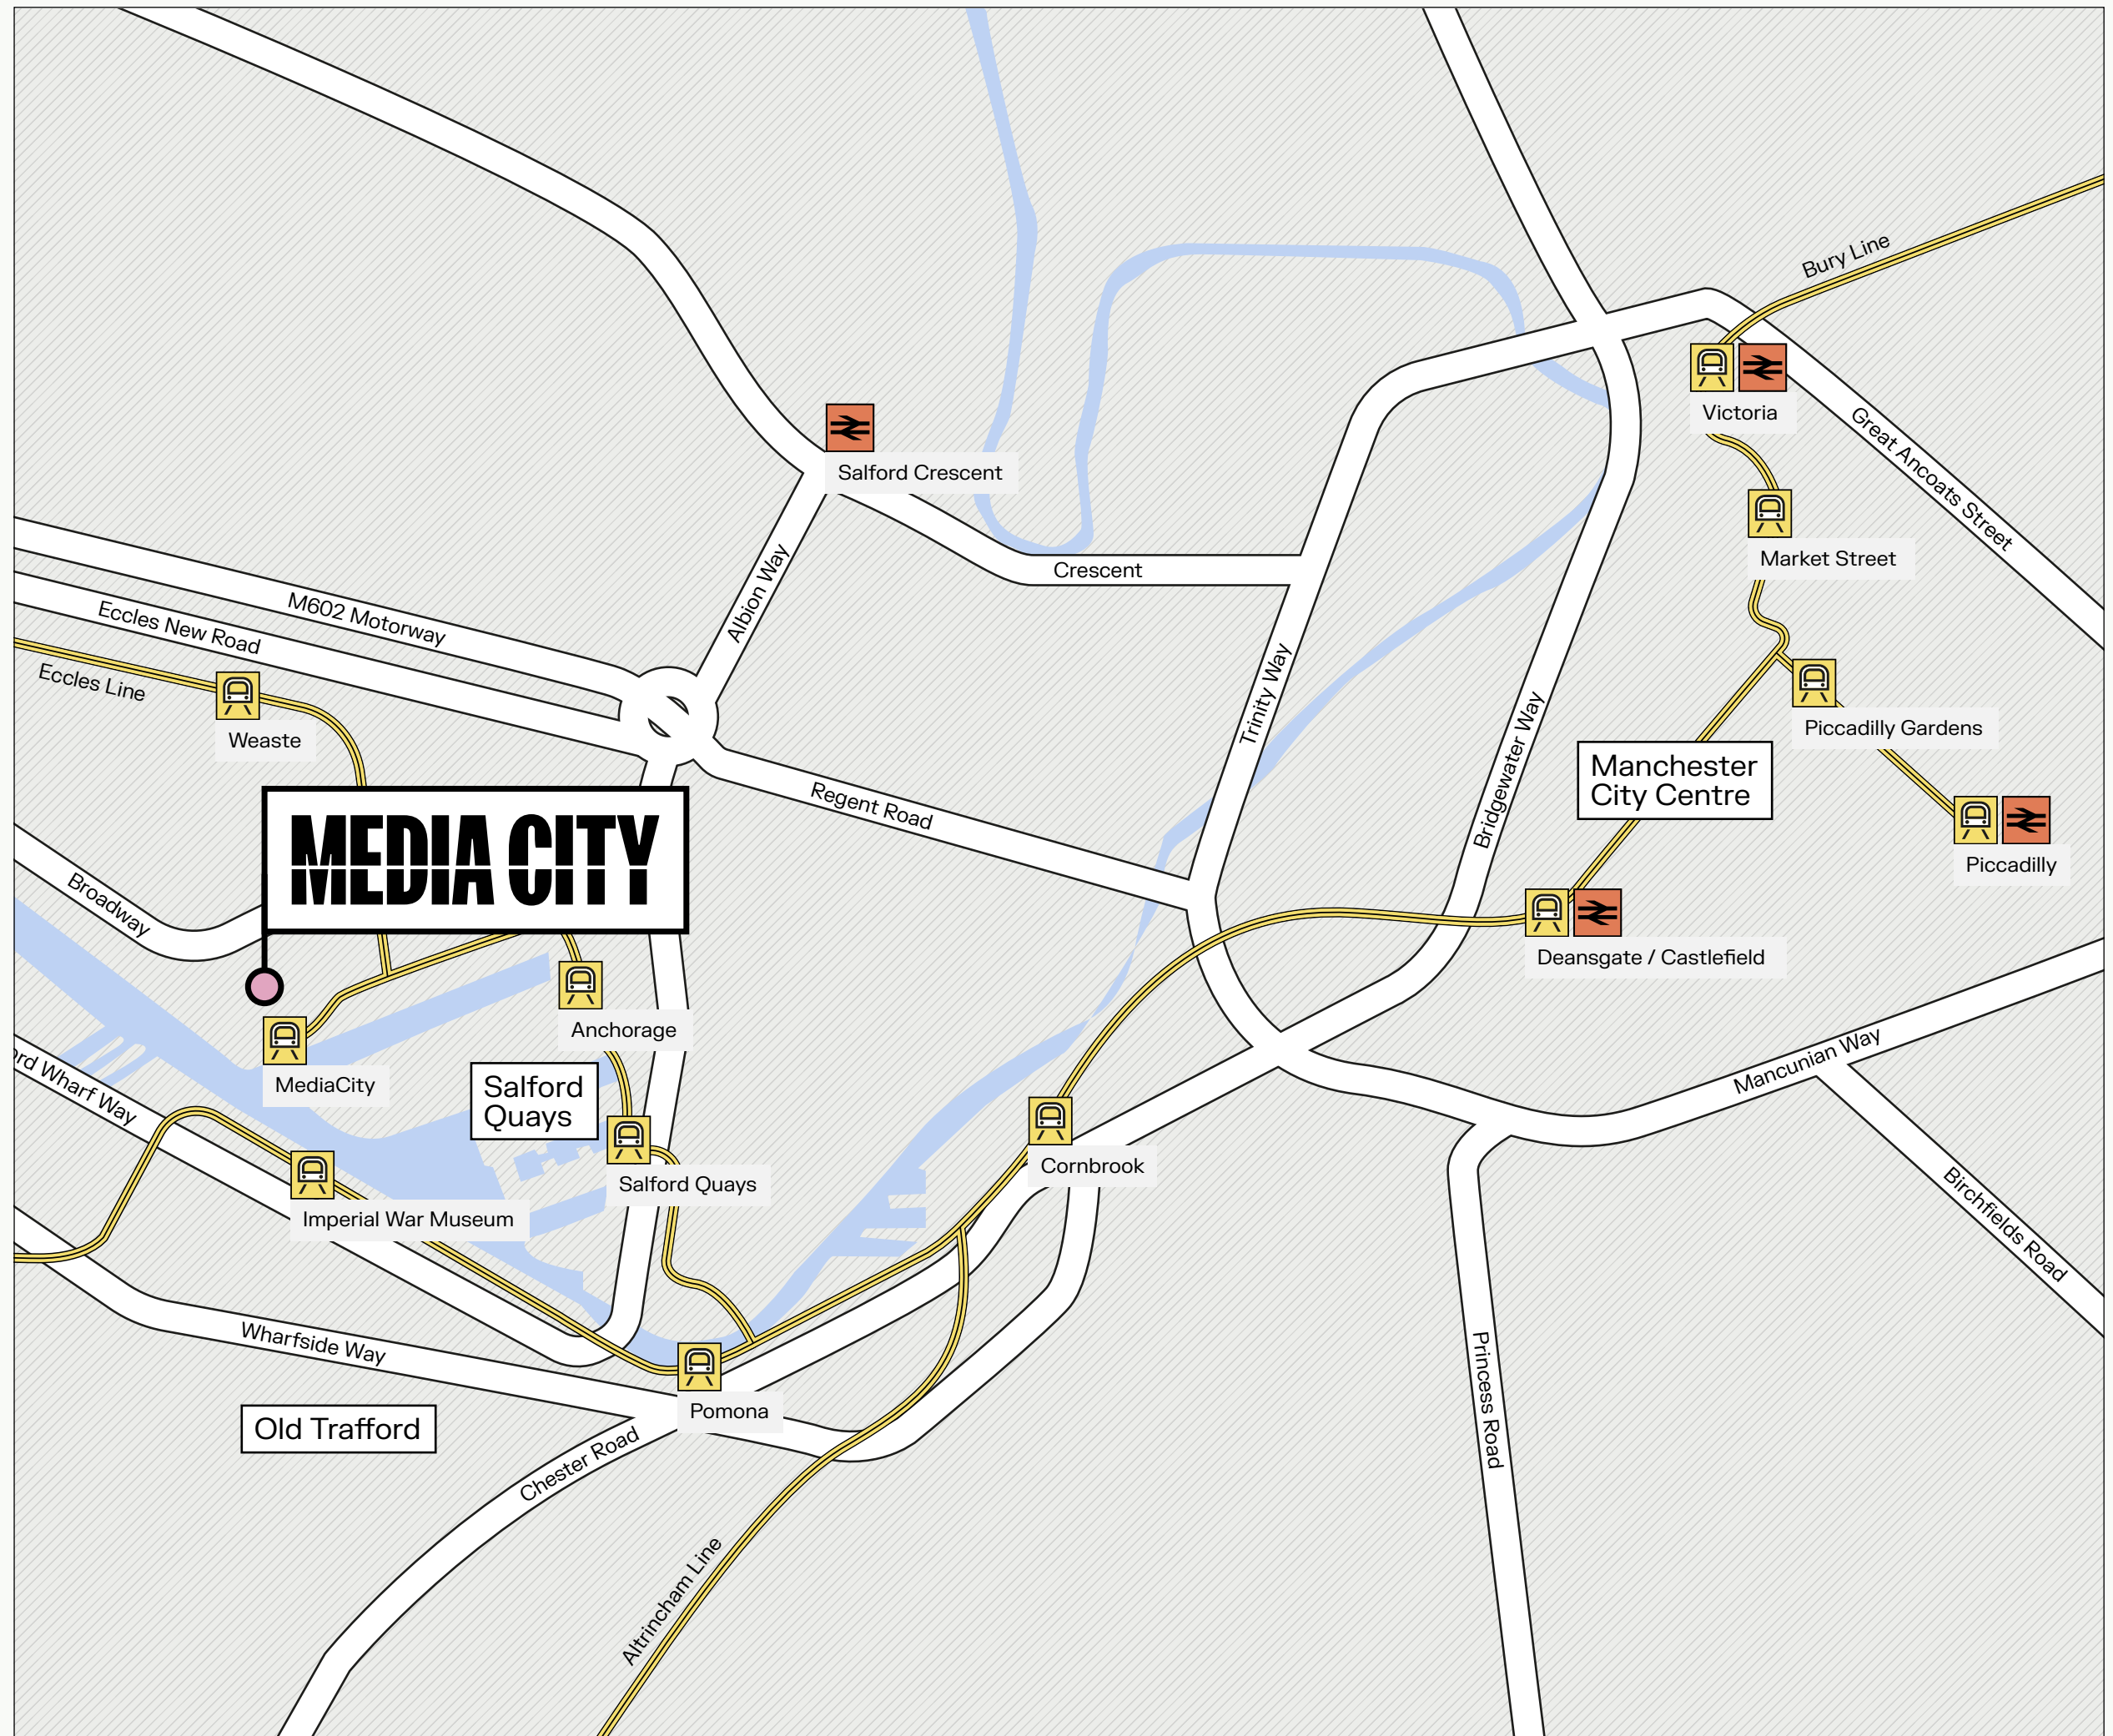 Bury Line
Victoria
Great Ancoats Street
Salford Crescent
Market Street
Crescent
Albion Way
M602 Motorway
Eccles New Road
Eccles Line
Weaste
Trinity Way
Bridgewater Way
Piccadilly Gardens
Manchester
City Centre
Regent Road
MEDIA CITY
Piccadilly
Broadway
Deansgate / Castlefield
Anchorage
MediaCity
Salford
Quays
ord Wharf Way
Mancunian Way
Cornbrook
Salford Quays
Imperial War Museum
Birchfields Road
Wharfside Way
Princess Road
Pomona
Old Trafford
Chester Road
Altrincham Line